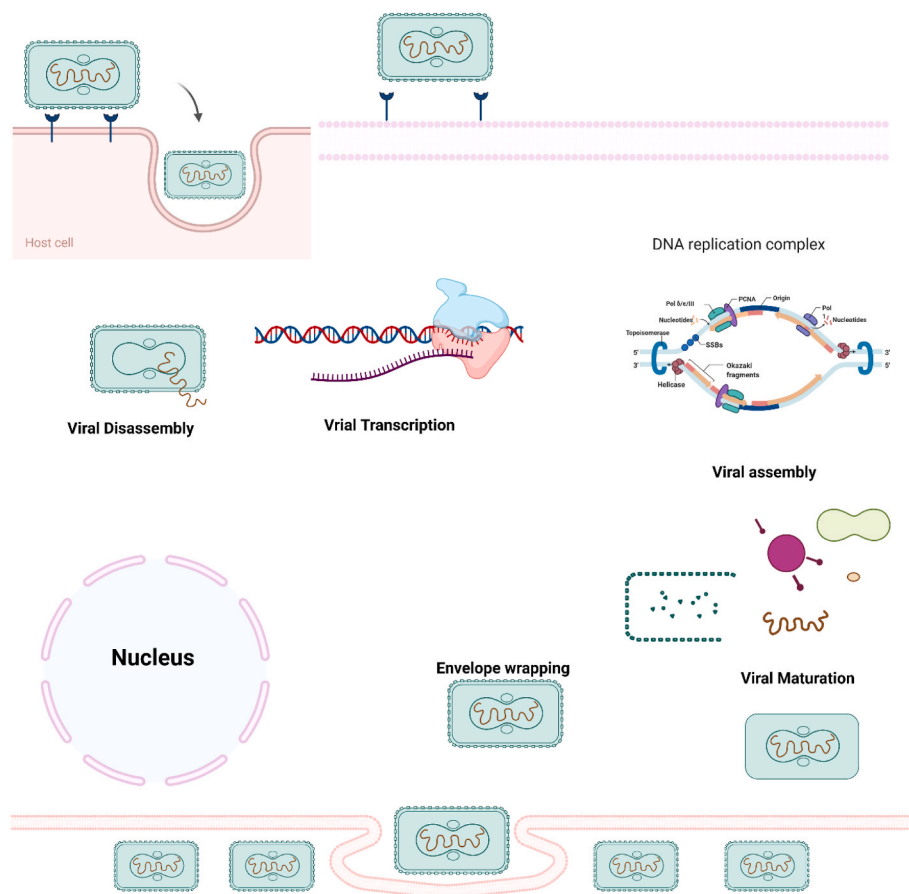 Host cell
DNA replication complex
Pol δ/ε/III
PCNA
Origin
Pol
Nucleotides
Nucleotides
Topoisomerase
SSBs
5'
3'
3'
5'
Okazaki
fragments
Helicase
Viral Disassembly
Vrial Transcription
Viral assembly
Nucleus
Envelope wrapping
Viral Maturation